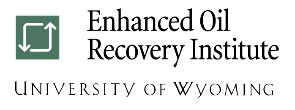 Enhanced Oil
Recovery Institute
UNIVERSITY OF WYOMING